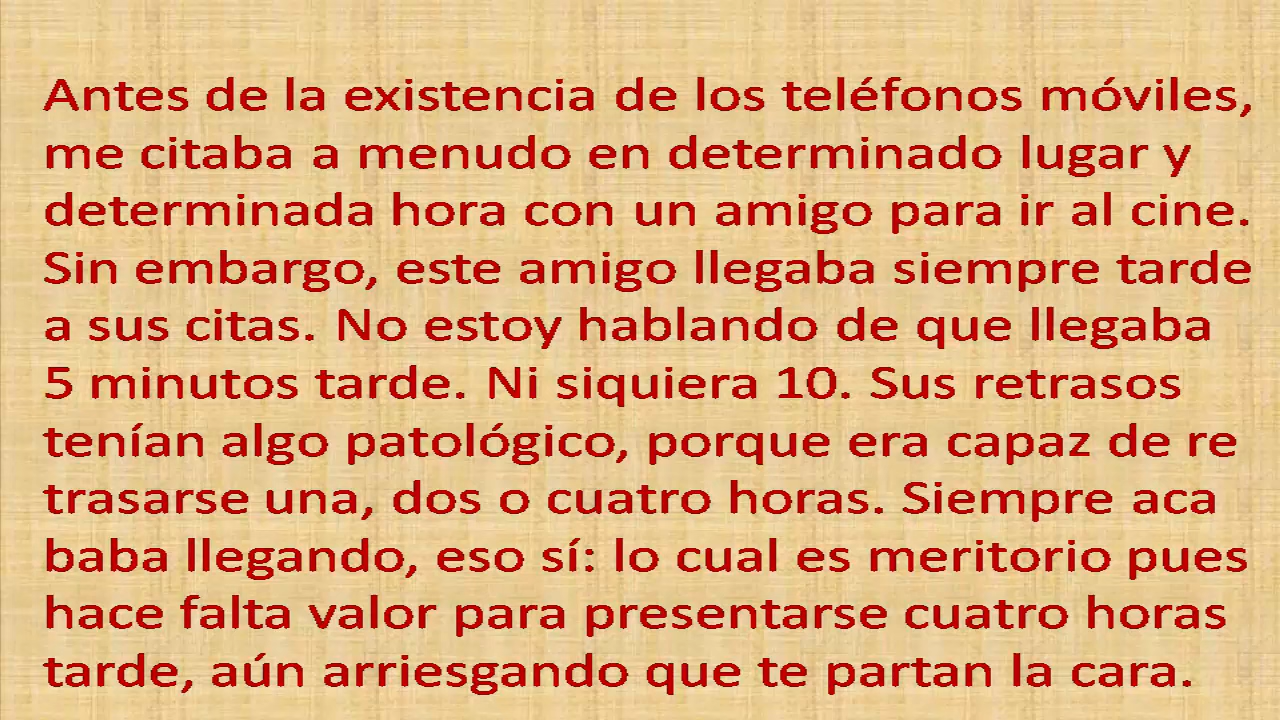 Antes de la existencia de los teléfonos móviles,
me citaba a menudo en determinado lugar y
determinada hora con un amigo para ir al cine.
Sin embargo, este amigo llegaba siempre tarde
a sus citas. No estoy hablando de que llegaba
5 minutos tarde. Ni siquiera 10. Sus retrasos
tenían algo patológico, porque era capaz de re
trasarse una, dos o cuatro horas. Siempre aca
baba llegando, eso sí: lo cual es meritorio pues
hace falta valor para presentarse cuatro horas
tarde, aún arriesgando que te partan la cara.